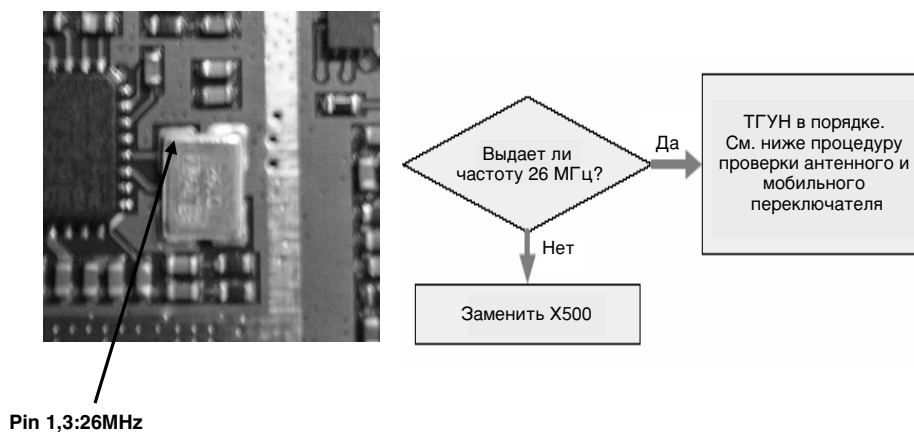 Выдает ли
частоту 26 МГц?
Да
ТГУН в порядке.
См. ниже процедуру
проверки антенного и
мобильного
переключателя
Нет
Заменить X500
Pin 1,3:26MHz